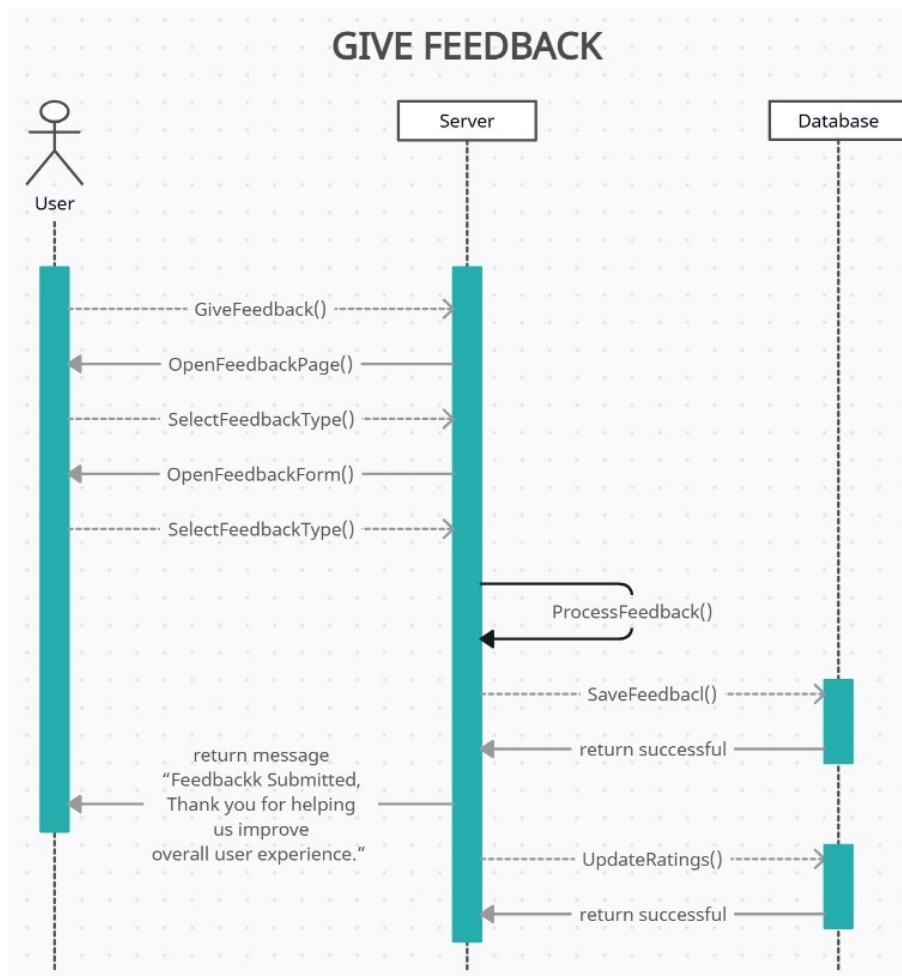 GIVE FEEDBACK
User
Server
Database
GiveFeedback()
OpenFeedbackPage()
SelectFeedbackType()
OpenFeedbackForm()
SelectFeedbackType()
ProcessFeedback()
SaveFeedbacl()
return successful
return message
“Feedbackk Submitted,
Thank you for helping
us improve
overall user experience.”
UpdateRatings()
return successful